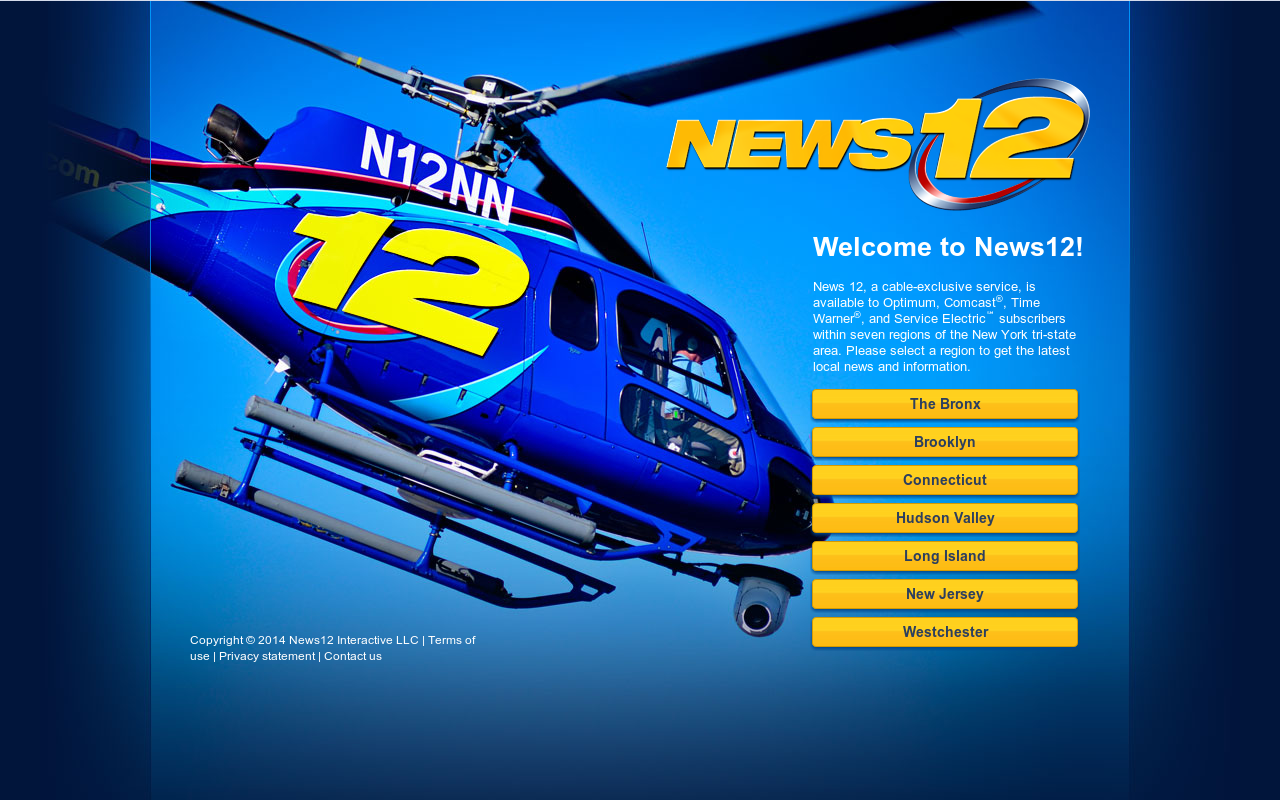 com
N12NN
12
NEWS12
Welcome to News12!
News 12, a cable-exclusive service, is
available to Optimum, Comcast®, Time
Warner®, and Service Electric℠ subscribers
within seven regions of the New York tri-state
area. Please select a region to get the latest
local news and information.
The Bronx
Brooklyn
Connecticut
Hudson Valley
Long Island
New Jersey
Westchester
Copyright © 2014 News12 Interactive LLC | Terms of
use | Privacy statement | Contact us